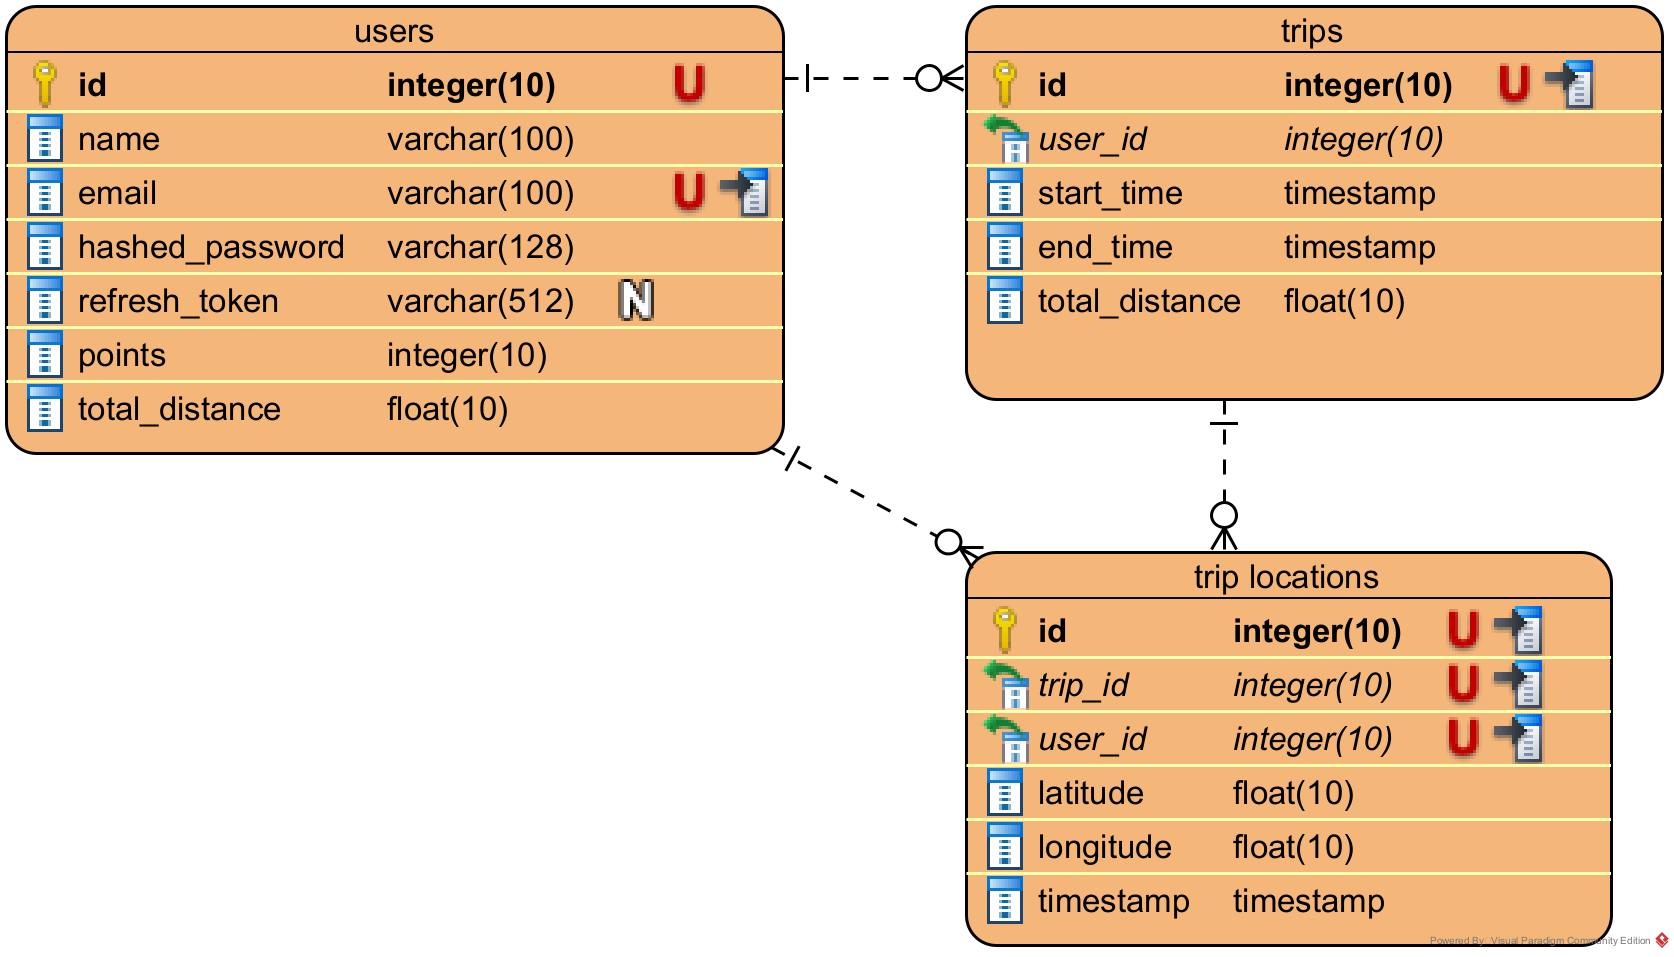 users
id integer(10) U
name varchar(100)
email varchar(100) U
hashed_password varchar(128)
refresh_token varchar(512) N
points integer(10)
total_distance float(10)
trips
id integer(10) U
user_id integer(10)
start_time timestamp
end_time timestamp
total_distance float(10)
trip locations
id integer(10) U
trip_id integer(10) U
user_id integer(10) U
latitude float(10)
longitude float(10)
timestamp timestamp
Powered By Visual Paradigm Community Edition